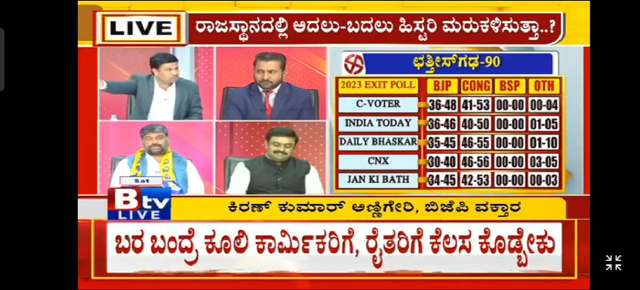 LIVE
ರಾಜಸ್ಥಾನದಲ್ಲಿ ಅದಲು-ಬದಲು ಹಿಸ್ಟರಿ ಮರುಕಳಿಸುತ್ತಾ..?
ಛತ್ತೀಸ್‌ಗಢ-90
2023 EXIT POLL BJP CONG BSP OTH
C-VOTER 36-48 41-53 00-00 00-04
INDIA TODAY 36-46 40-50 00-00 01-05
DAILY BHASKAR 35-45 46-55 00-00 01-10
CNX 30-40 46-56 00-00 03-05
JAN KI BATH 34-45 42-53 00-00 00-03
Sat
Btv
LIVE
ಕಿರಣ್ ಕುಮಾರ್ ಅಣ್ಣಿಗೇರಿ, ಬಿಜೆಪಿ ವಕ್ತಾರ
ಬರ ಬಂದ್ರೆ ಕೂಲಿ ಕಾರ್ಮಿಕರಿಗೆ, ರೈತರಿಗೆ ಕೆಲಸ ಕೊಡ್ಬೇಕು